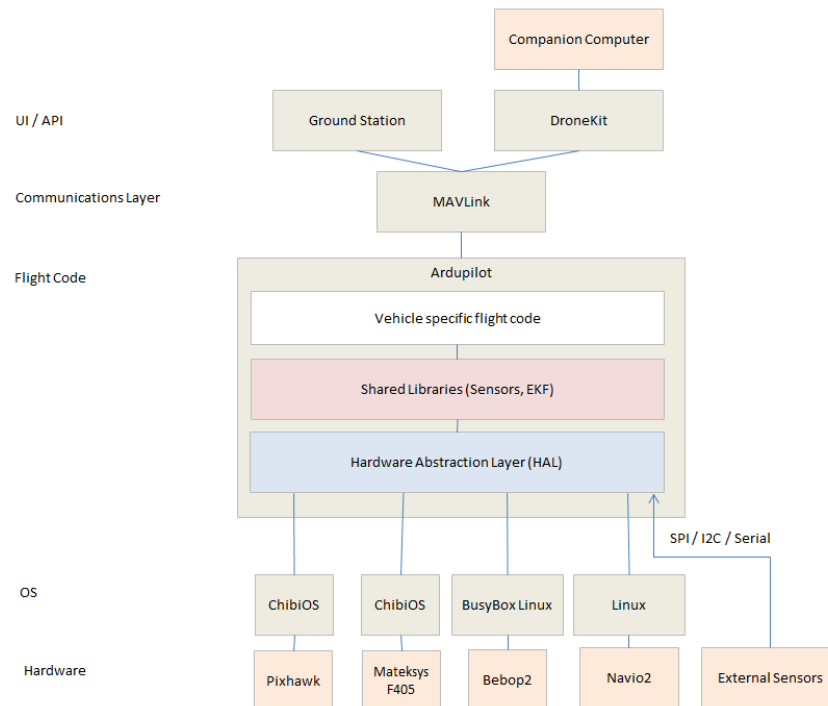 Companion Computer
UI / API
Ground Station
DroneKit
Communications Layer
MAVLink
Flight Code
Ardupilot
Vehicle specific flight code
Shared Libraries (Sensors, EKF)
Hardware Abstraction Layer (HAL)
SPI / I2C / Serial
OS
ChibiOS
ChibiOS
BusyBox Linux
Linux
Hardware
Pixhawk
Mateksys
F405
Bebop2
Navio2
External Sensors